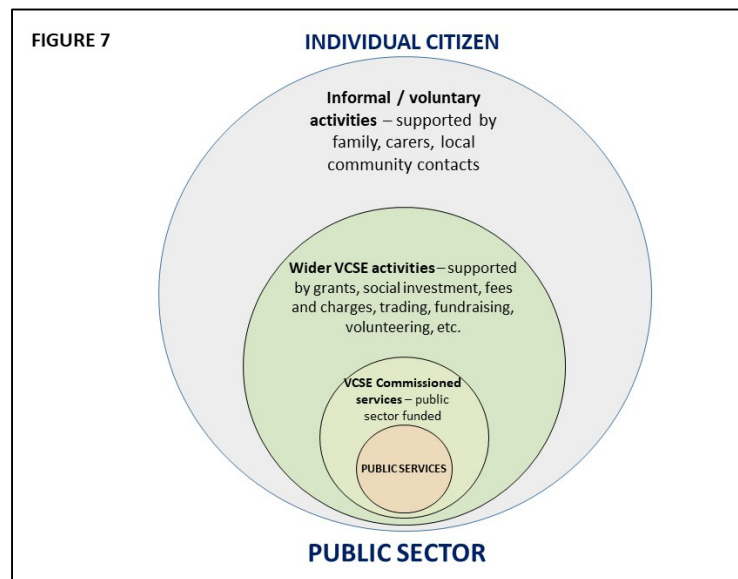 FIGURE 7
INDIVIDUAL CITIZEN
Informal / voluntary
activities – supported by
family, carers, local
community contacts
Wider VCSE activities – supported
by grants, social investment, fees
and charges, trading, fundraising,
volunteering, etc.
VCSE Commissioned
services – public
sector funded
PUBLIC SERVICES
PUBLIC SECTOR